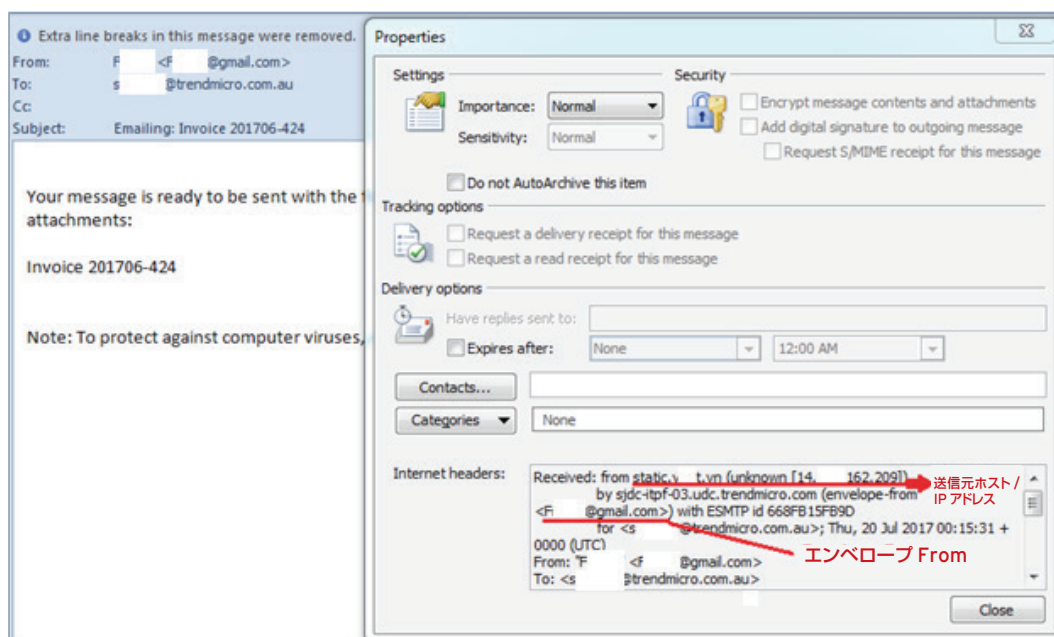 Extra line breaks in this message were removed.
From: F <F @gmail.com>
To: s @trendmicro.com.au
Cc:
Subject: Emailing: Invoice 201706-424
Your message is ready to be sent with the
attachments:
Invoice 201706-424
Note: To protect against computer viruses,
Properties
Settings
Security
Importance: Normal
Sensitivity: Normal
Encrypt message contents and attachments
Add digital signature to outgoing message
Request S/MIME receipt for this message
Do not AutoArchive this item
Tracking options
Request a delivery receipt for this message
Request a read receipt for this message
Delivery options
Have replies sent to:
Expires after: None 12:00 AM
Contacts...
Categories None
Internet headers:
Received: from static.v t.vn (unknown [14. 162.209])
by sjdc-itpf-03.udc.trendmicro.com (envelope-from
<F @gmail.com>) with ESMTP id 668FB15FB9D
for <s @trendmicro.com.au>; Thu, 20 Jul 2017 00:15:31 +
0000 (UTC)
From: "F <f @gmail.com>
To: <s @trendmicro.com.au>
送信元ホスト /
IP アドレス
エンベロープ From
Close